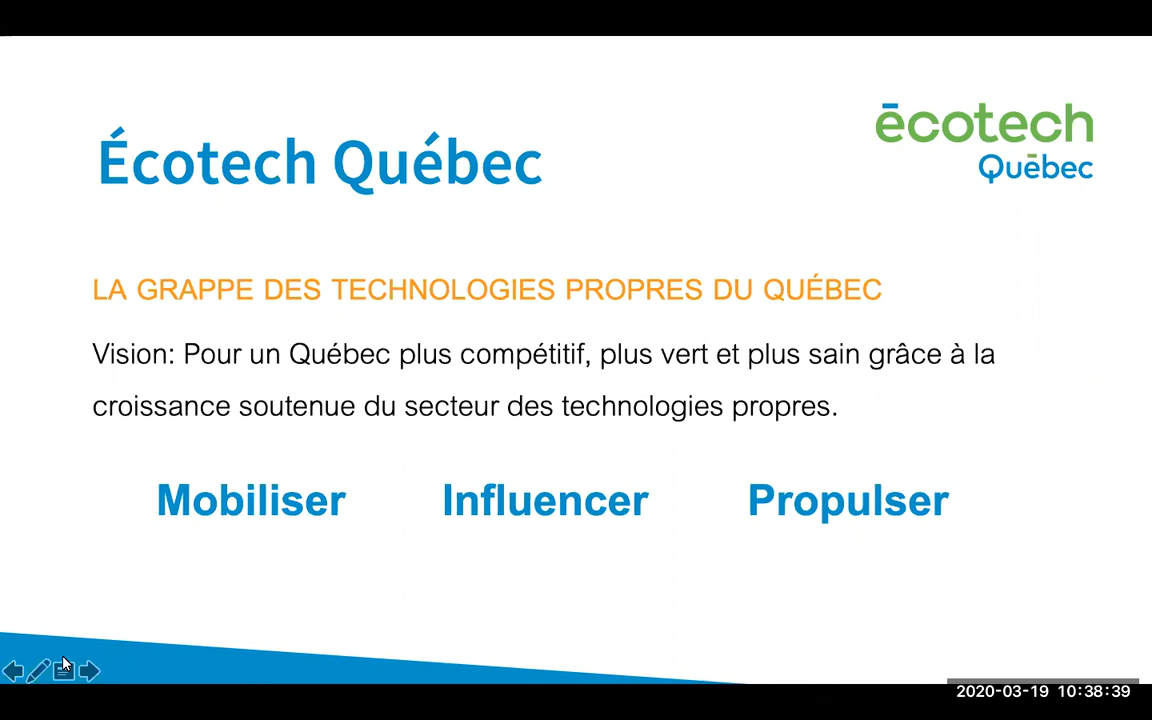 Écotech Québec
écotech
Québec
LA GRAPPE DES TECHNOLOGIES PROPRES DU QUÉBEC
Vision: Pour un Québec plus compétitif, plus vert et plus sain grâce à la
croissance soutenue du secteur des technologies propres.
Mobiliser Influencer Propulser
2020-03-19 10:38:39